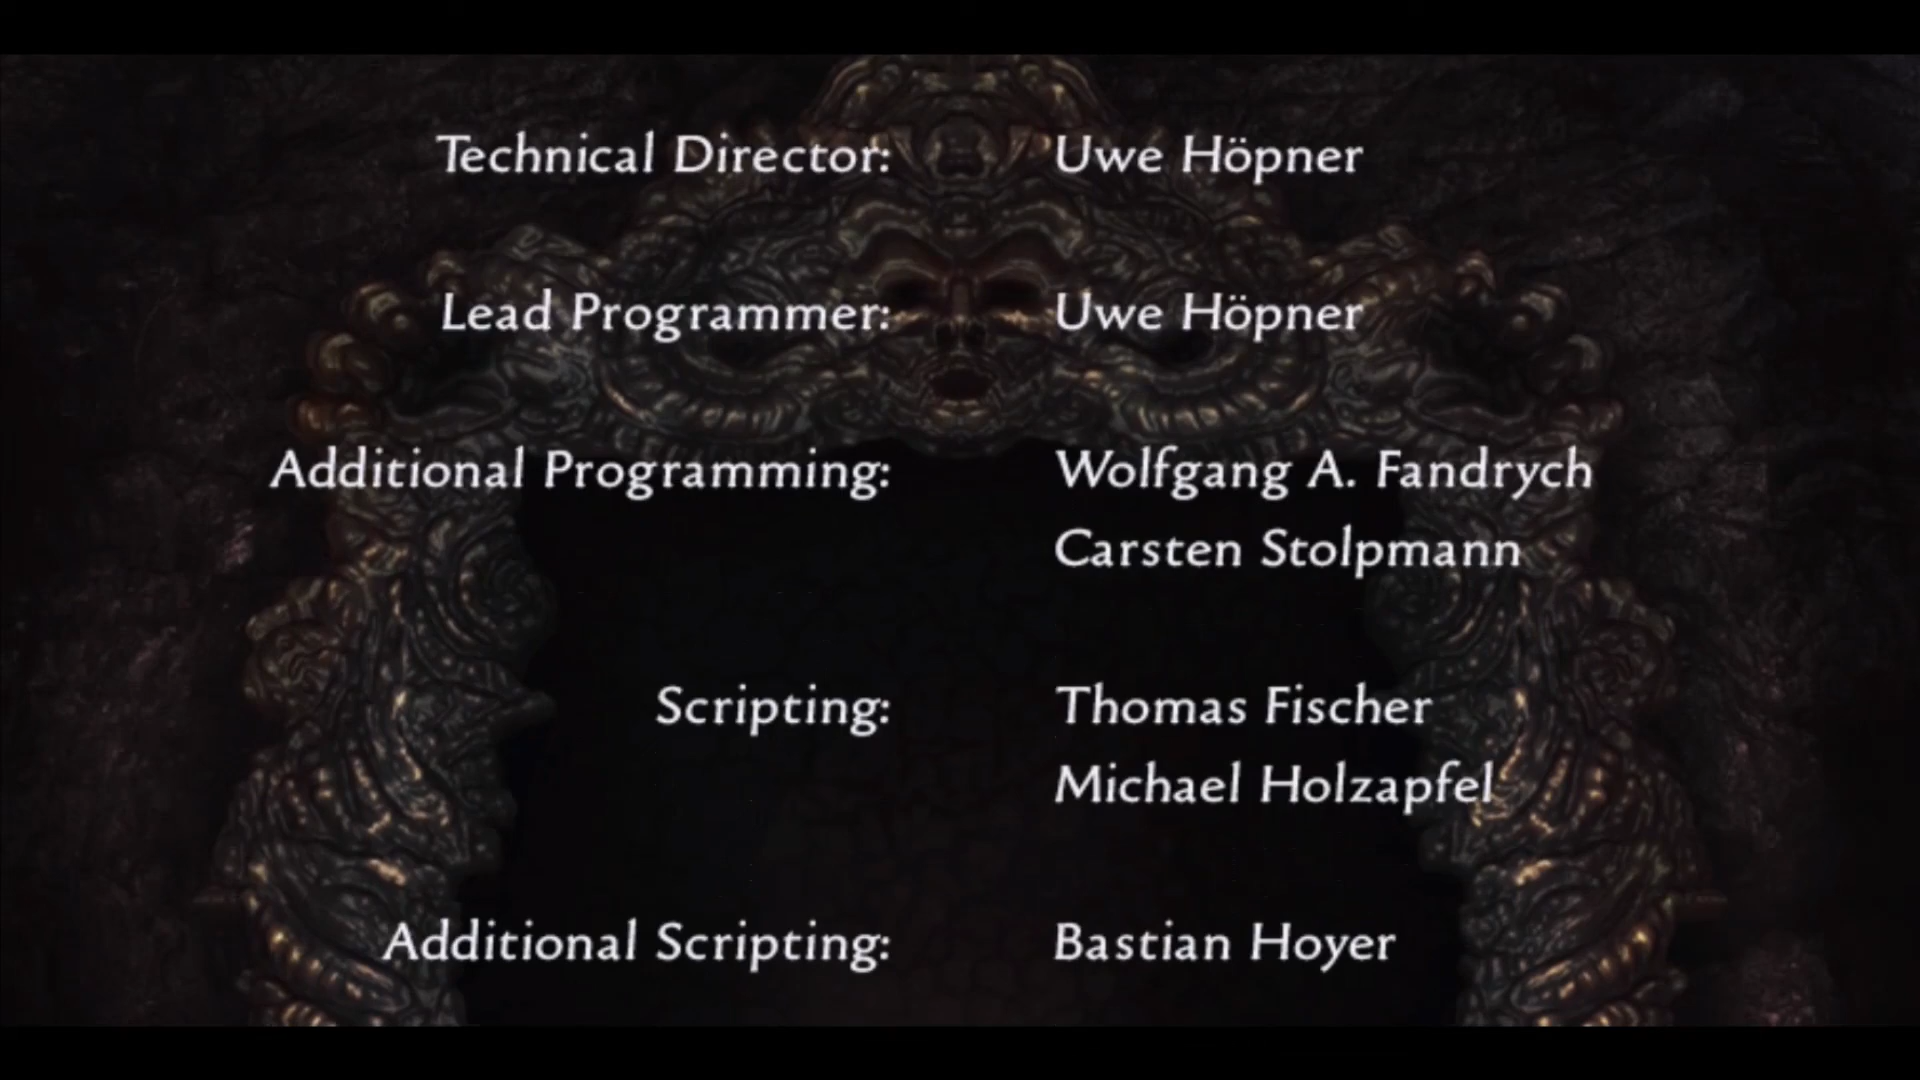 Technical Director: Uwe Höpner
Lead Programmer: Uwe Höpner
Additional Programming: Wolfgang A. Fandrych
Carsten Stolpmann
Scripting: Thomas Fischer
Michael Holzapfel
Additional Scripting: Bastian Hoyer